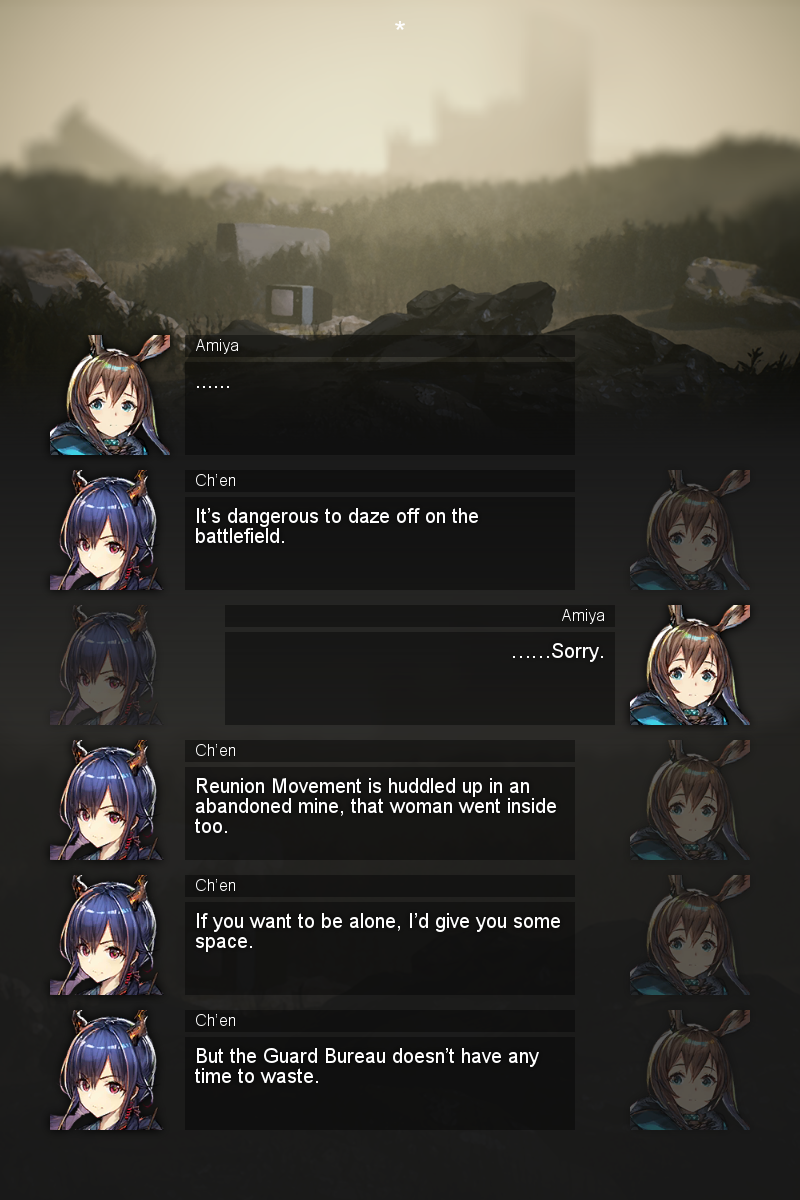 *
Amiya
……
Ch'en
It's dangerous to daze off on the
battlefield.
Amiya
……Sorry.
Ch'en
Reunion Movement is huddled up in an
abandoned mine, that woman went inside
too.
Ch'en
If you want to be alone, I'd give you some
space.
Ch'en
But the Guard Bureau doesn't have any
time to waste.